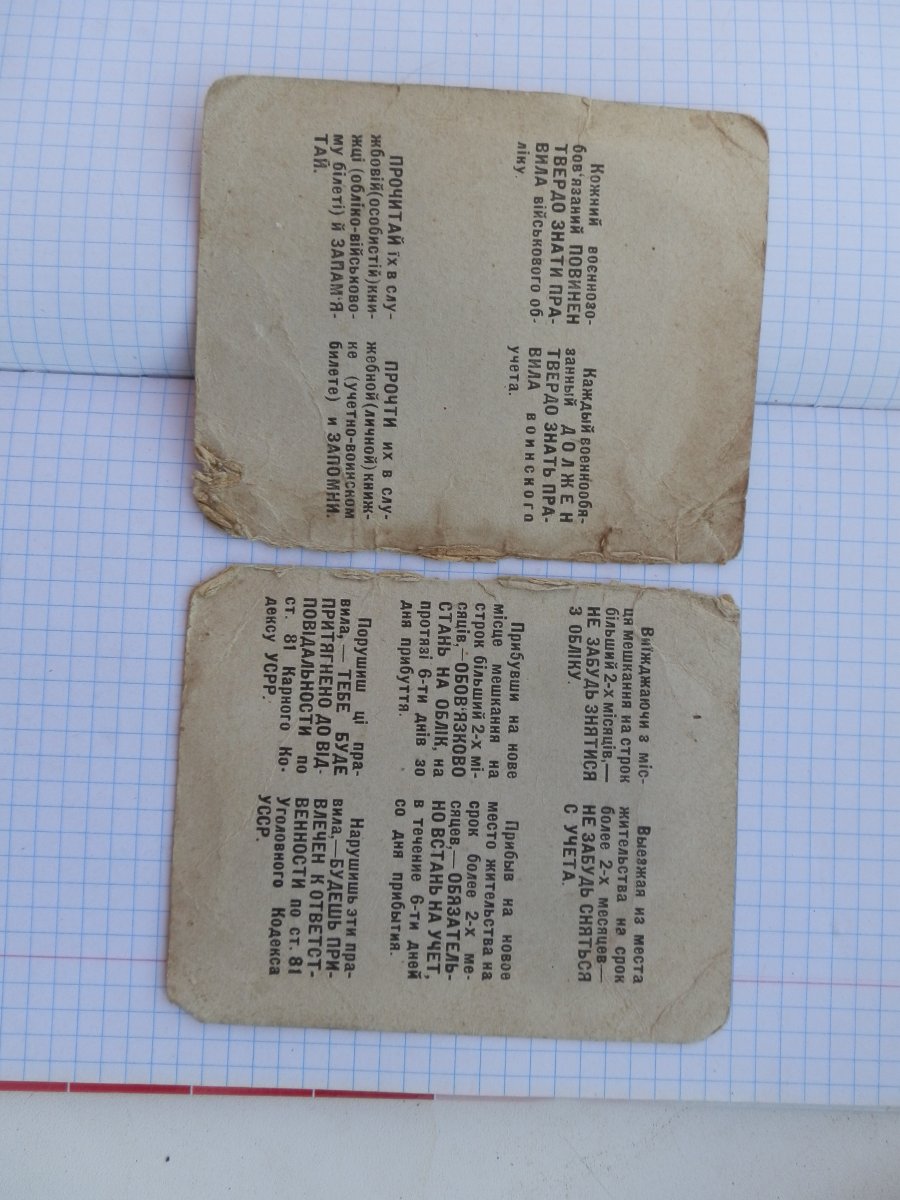 Кожний воєнозо-
бов'язаний ПОВИНЕН
ТВЕРДО ЗНАТИ ПРА-
ВИЛА військового об-
ліку.
ПРОЧИТАЙ їх в слу-
жбовій (особистій) кни-
жці (обліко-військово-
му білеті) й ЗАПАМ'Я-
ТАЙ.
Каждый военнообя-
занный ДОЛЖЕН
ТВЕРДО ЗНАТЬ ПРА-
ВИЛА воинского
учета.
ПРОЧТИ их в слу-
жебной (личной) книж-
ке (учетно-воинском
билете) и ЗАПОМНИ.
Виїжджаючи з міс-
ця мешкання на строк
більший 2-х місяців,—
НЕ ЗАБУДЬ ЗНЯТИСЯ
З ОБЛІКУ.
Прибувши на нове
місце мешкання на
строк більший 2-х мі-
сяців,—ОБОВ'ЯЗКОВО
СТАНЬ НА ОБЛІК, на
протязі 6-ти днів зо
дня прибуття.
Порушиш ці пра-
вила, — ТЕБЕ БУДЕ
ПРИТЯГНЕНО ДО ВІД-
ПОВІДАЛЬНОСТИ по
ст. 81 Карного Ко-
дексу УСРР.
Выезжая из места
жительства на срок
более 2-х месяцев—
НЕ ЗАБУДЬ СНЯТЬСЯ
С УЧЕТА.
Прибыв на новое
место жительства на
срок более 2-х ме-
сяцев,— ОБЯЗАТЕЛЬ-
НО ВСТАНЬ НА УЧЕТ,
в течение 6-ти дней
со дня прибытия.
Нарушишь эти пра-
вила,—БУДЕШЬ ПРИ-
ВЛЕЧЕН К ОТВЕТСТ-
ВЕННОСТИ по ст. 81
Уголовного Кодекса
УССР.